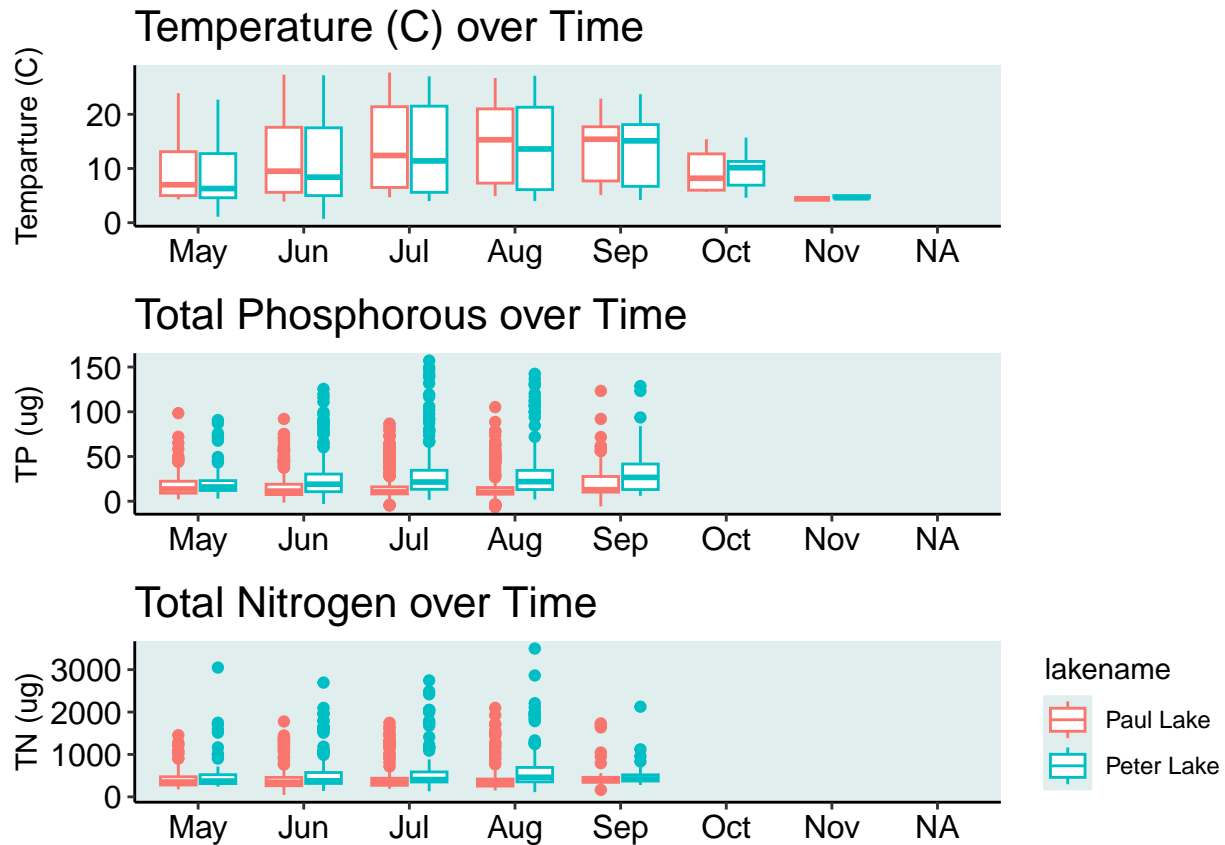 Temperature (C) over Time
Temparture (C)
20
10
0
May Jun Jul Aug Sep Oct Nov NA
Total Phosphorous over Time
TP (ug)
150
100
50
0
May Jun Jul Aug Sep Oct Nov NA
Total Nitrogen over Time
TN (ug)
3000
2000
1000
0
May Jun Jul Aug Sep Oct Nov NA
lakename
Paul Lake
Peter Lake